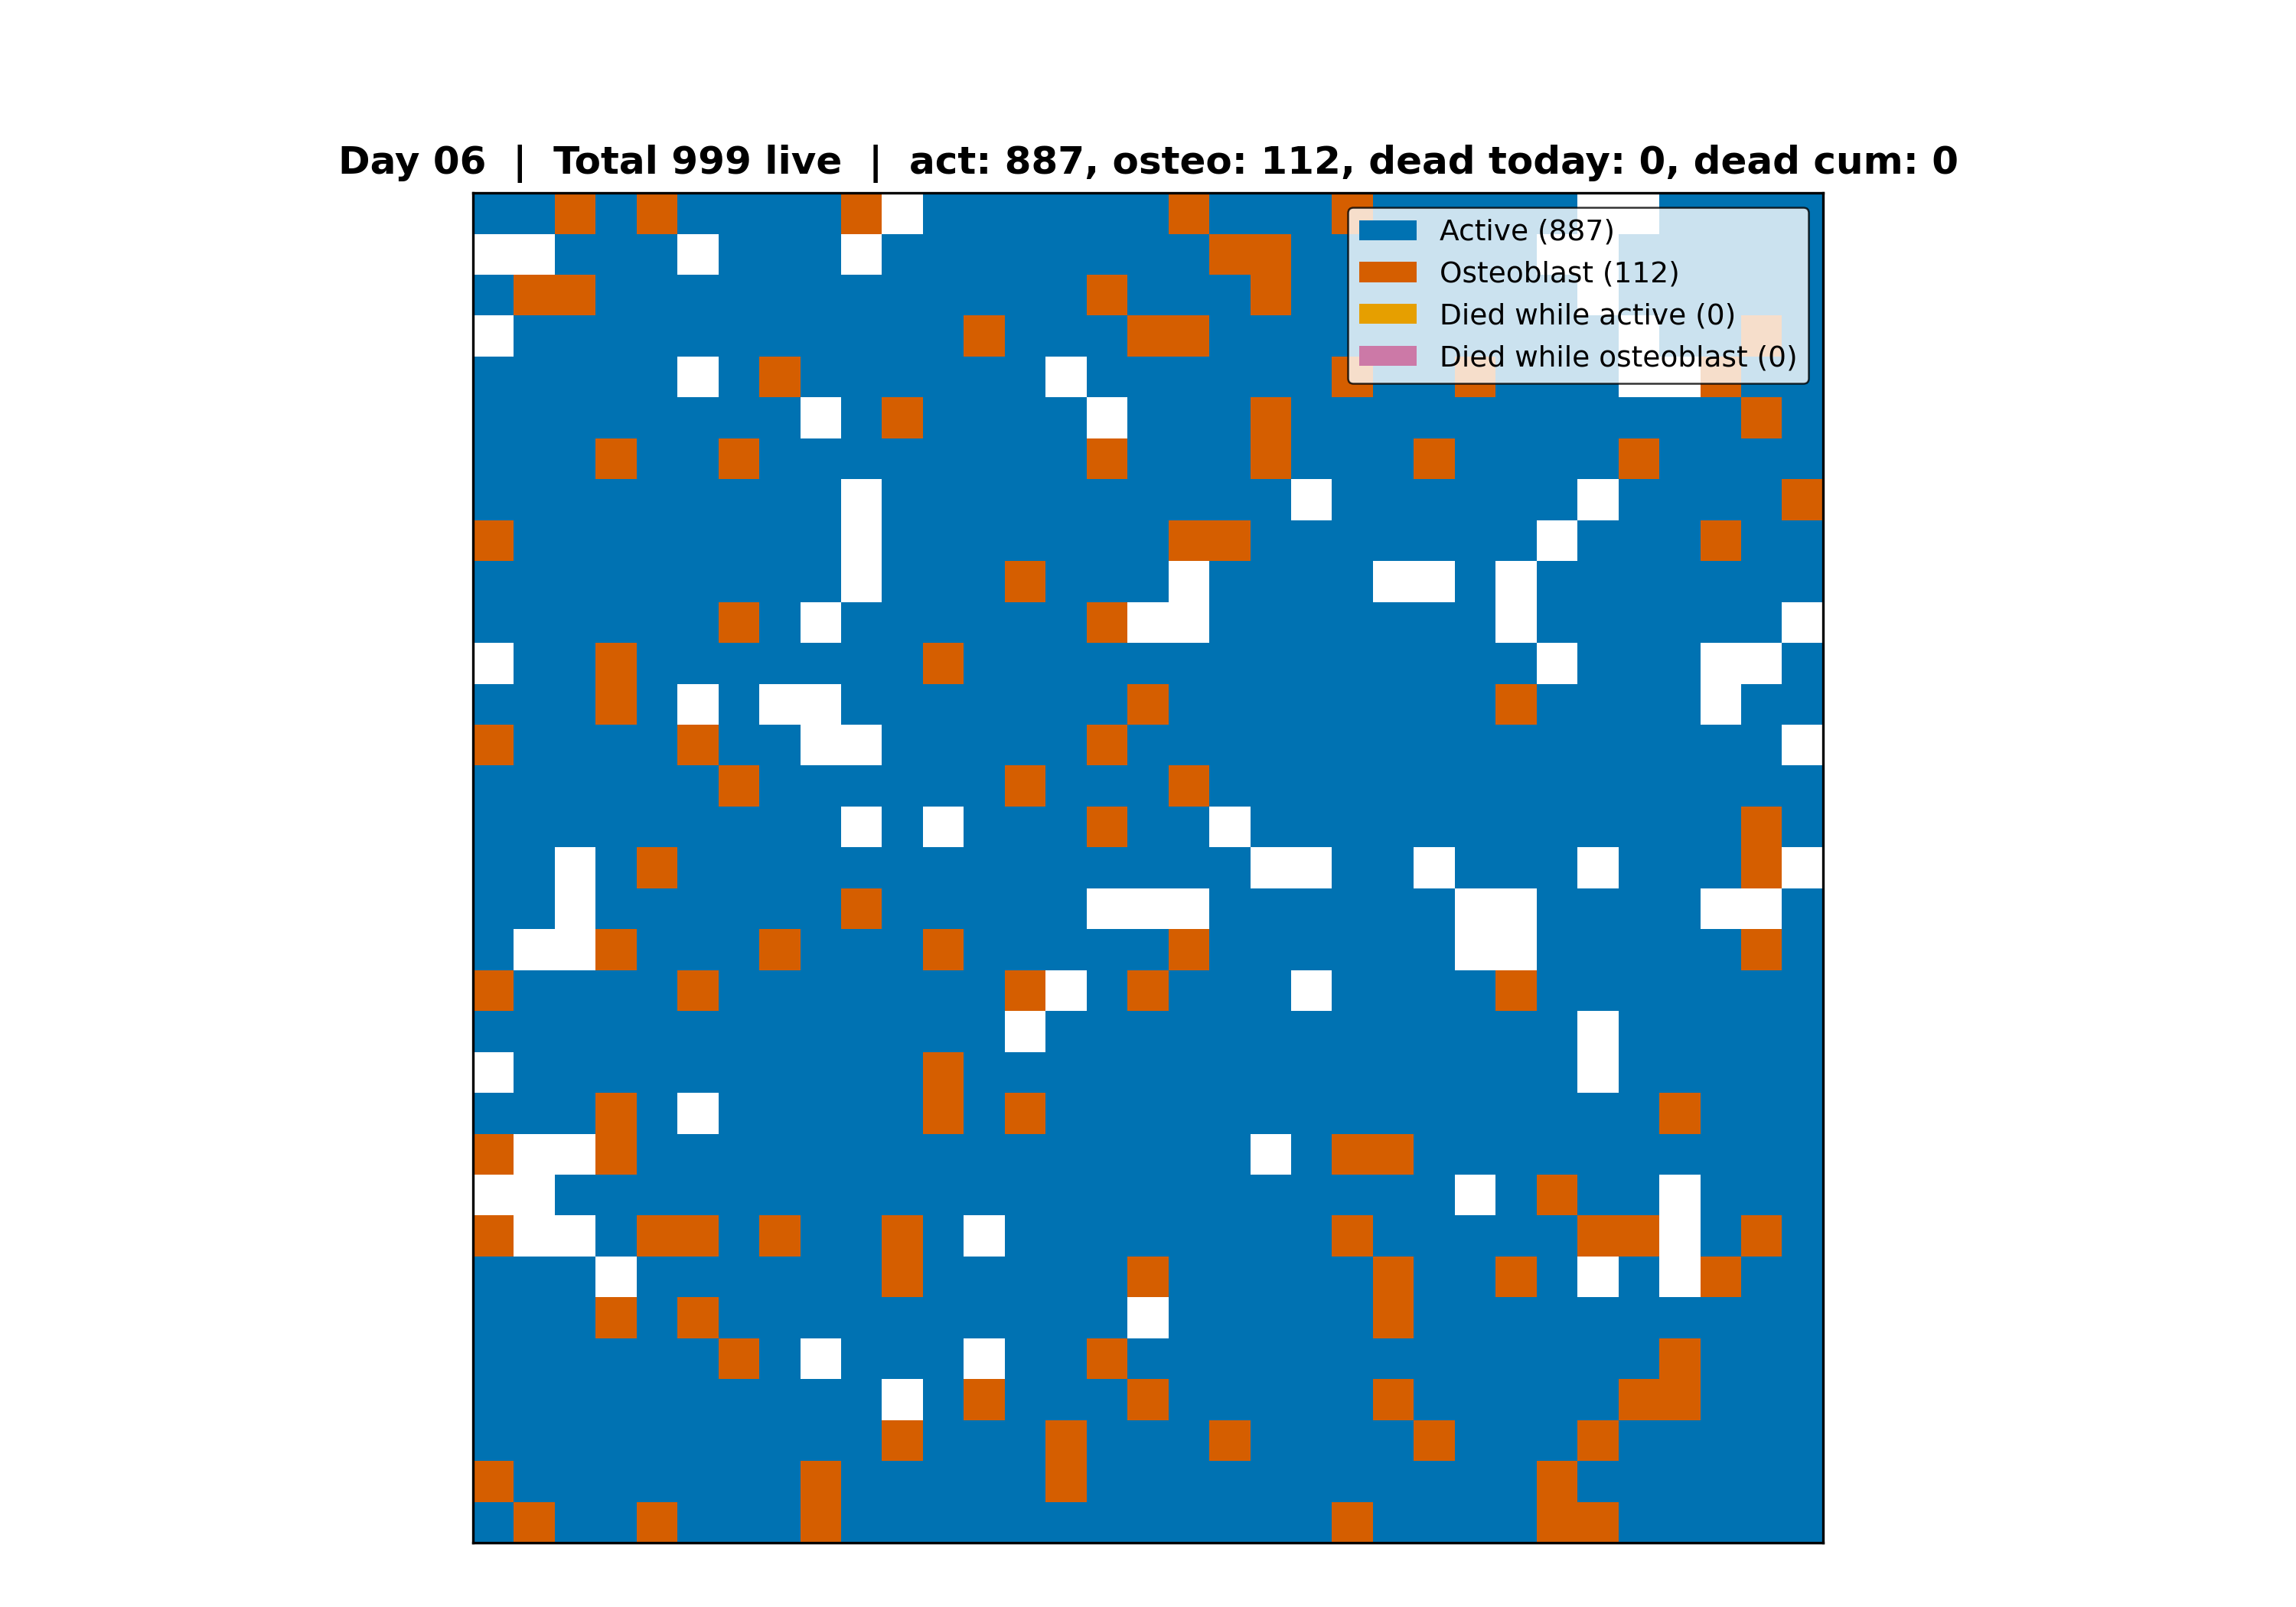 Day 06 | Total 999 live | act: 887, osteo: 112, dead today: 0, dead cum: 0
Active (887)
Osteoblast (112)
Died while active (0)
Died while osteoblast (0)